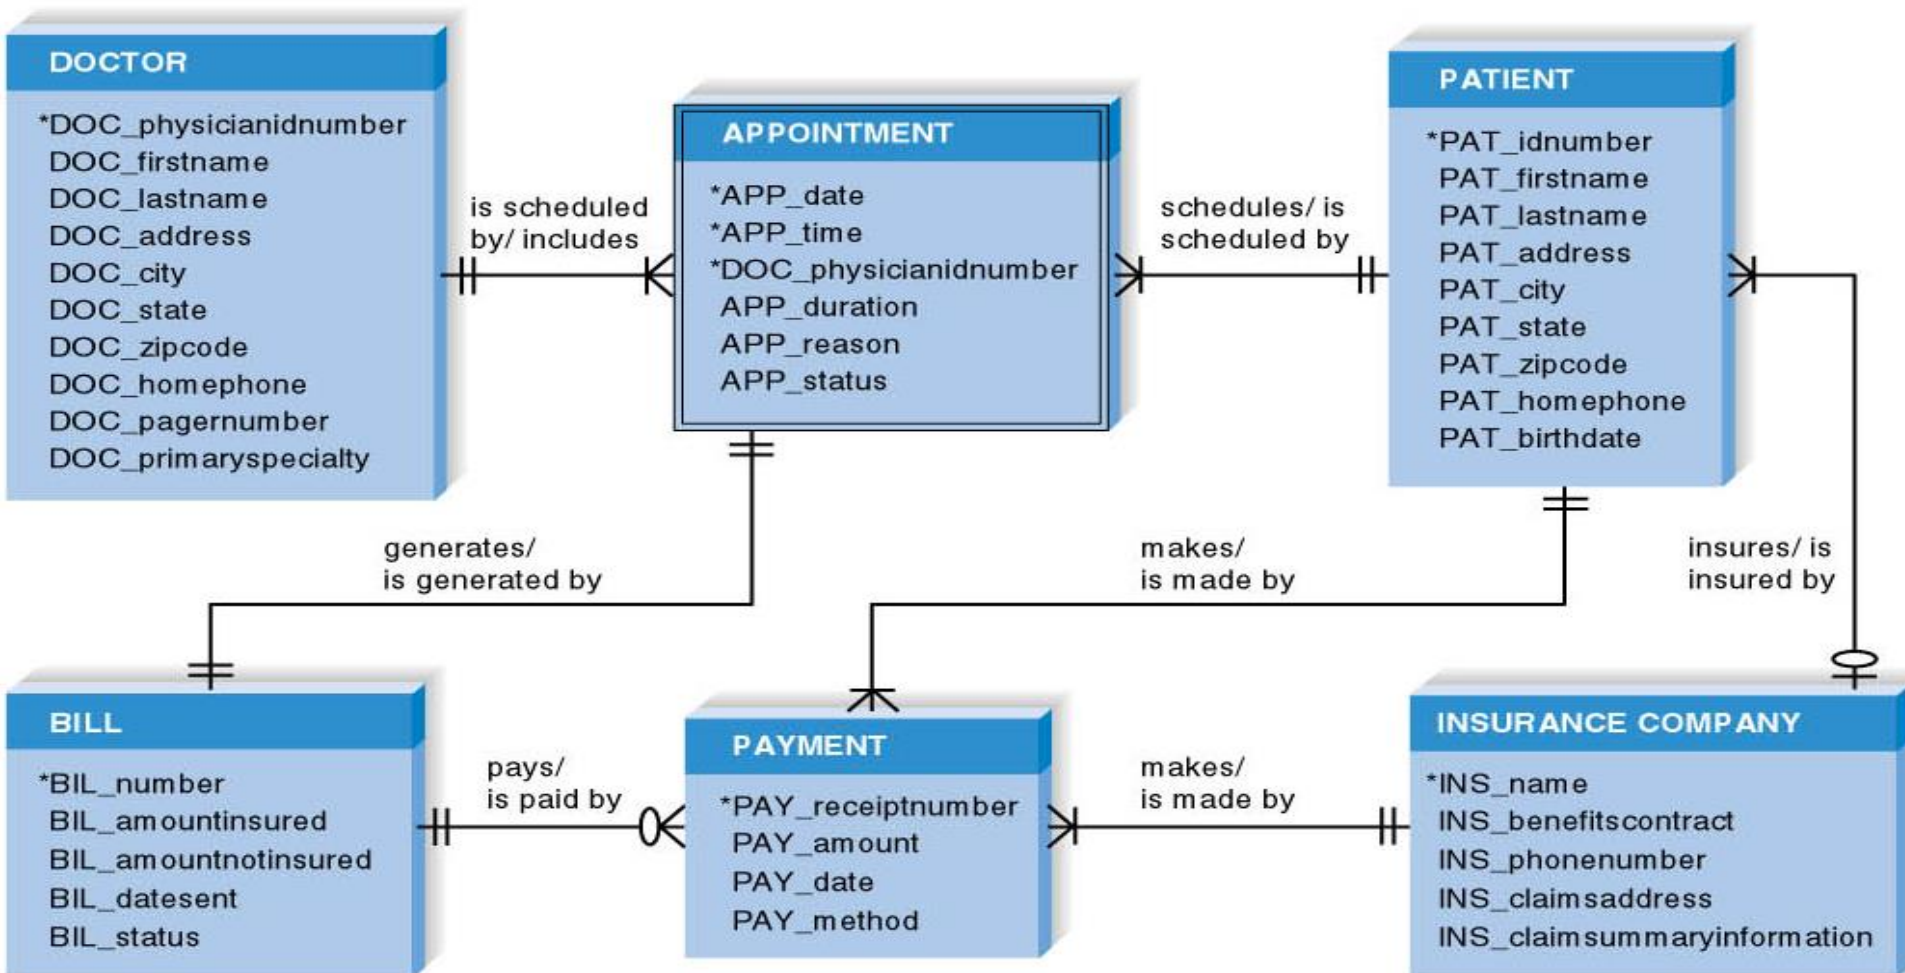 DOCTOR
*DOC_physicianidnumber
DOC_firstname
DOC_lastname
DOC_address
DOC_city
DOC_state
DOC_zipcode
DOC_homephone
DOC_pagernumber
DOC_primaryspecialty
is scheduled
by/ includes
APPOINTMENT
*APP_date
*APP_time
*DOC_physicianidnumber
APP_duration
APP_reason
APP_status
schedules/ is
scheduled by
PATIENT
*PAT_idnumber
PAT_firstname
PAT_lastname
PAT_address
PAT_city
PAT_state
PAT_zipcode
PAT_homephone
PAT_birthdate
generates/
is generated by
makes/
is made by
insures/ is
insured by
BILL
*BIL_number
BIL_amountinsured
BIL_amountnotinsured
BIL_datesent
BIL_status
pays/
is paid by
PAYMENT
*PAY_receiptnumber
PAY_amount
PAY_date
PAY_method
makes/
is made by
INSURANCE COMPANY
*INS_name
INS_benefitscontract
INS_phonenumber
INS_claimsaddress
INS_claimsummaryinformation